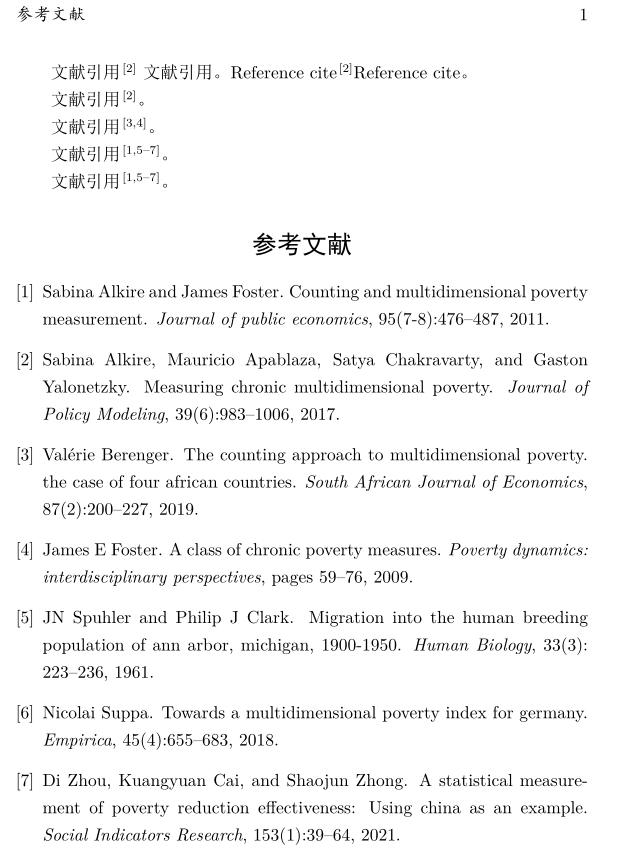 参考文献 1
文献引用[2] 文献引用。Reference cite[2]Reference cite。
文献引用[2]。
文献引用[3,4]。
文献引用[1,5–7]。
文献引用[1,5–7]。
参考文献
[1] Sabina Alkire and James Foster. Counting and multidimensional poverty
measurement. Journal of public economics, 95(7-8):476–487, 2011.
[2] Sabina Alkire, Mauricio Apablaza, Satya Chakravarty, and Gaston
Yalonetzky. Measuring chronic multidimensional poverty. Journal of
Policy Modeling, 39(6):983–1006, 2017.
[3] Valérie Berenger. The counting approach to multidimensional poverty.
the case of four african countries. South African Journal of Economics,
87(2):200–227, 2019.
[4] James E Foster. A class of chronic poverty measures. Poverty dynamics:
interdisciplinary perspectives, pages 59–76, 2009.
[5] JN Spuhler and Philip J Clark. Migration into the human breeding
population of ann arbor, michigan, 1900-1950. Human Biology, 33(3):
223–236, 1961.
[6] Nicolai Suppa. Towards a multidimensional poverty index for germany.
Empirica, 45(4):655–683, 2018.
[7] Di Zhou, Kuangyuan Cai, and Shaojun Zhong. A statistical measure-
ment of poverty reduction effectiveness: Using china as an example.
Social Indicators Research, 153(1):39–64, 2021.